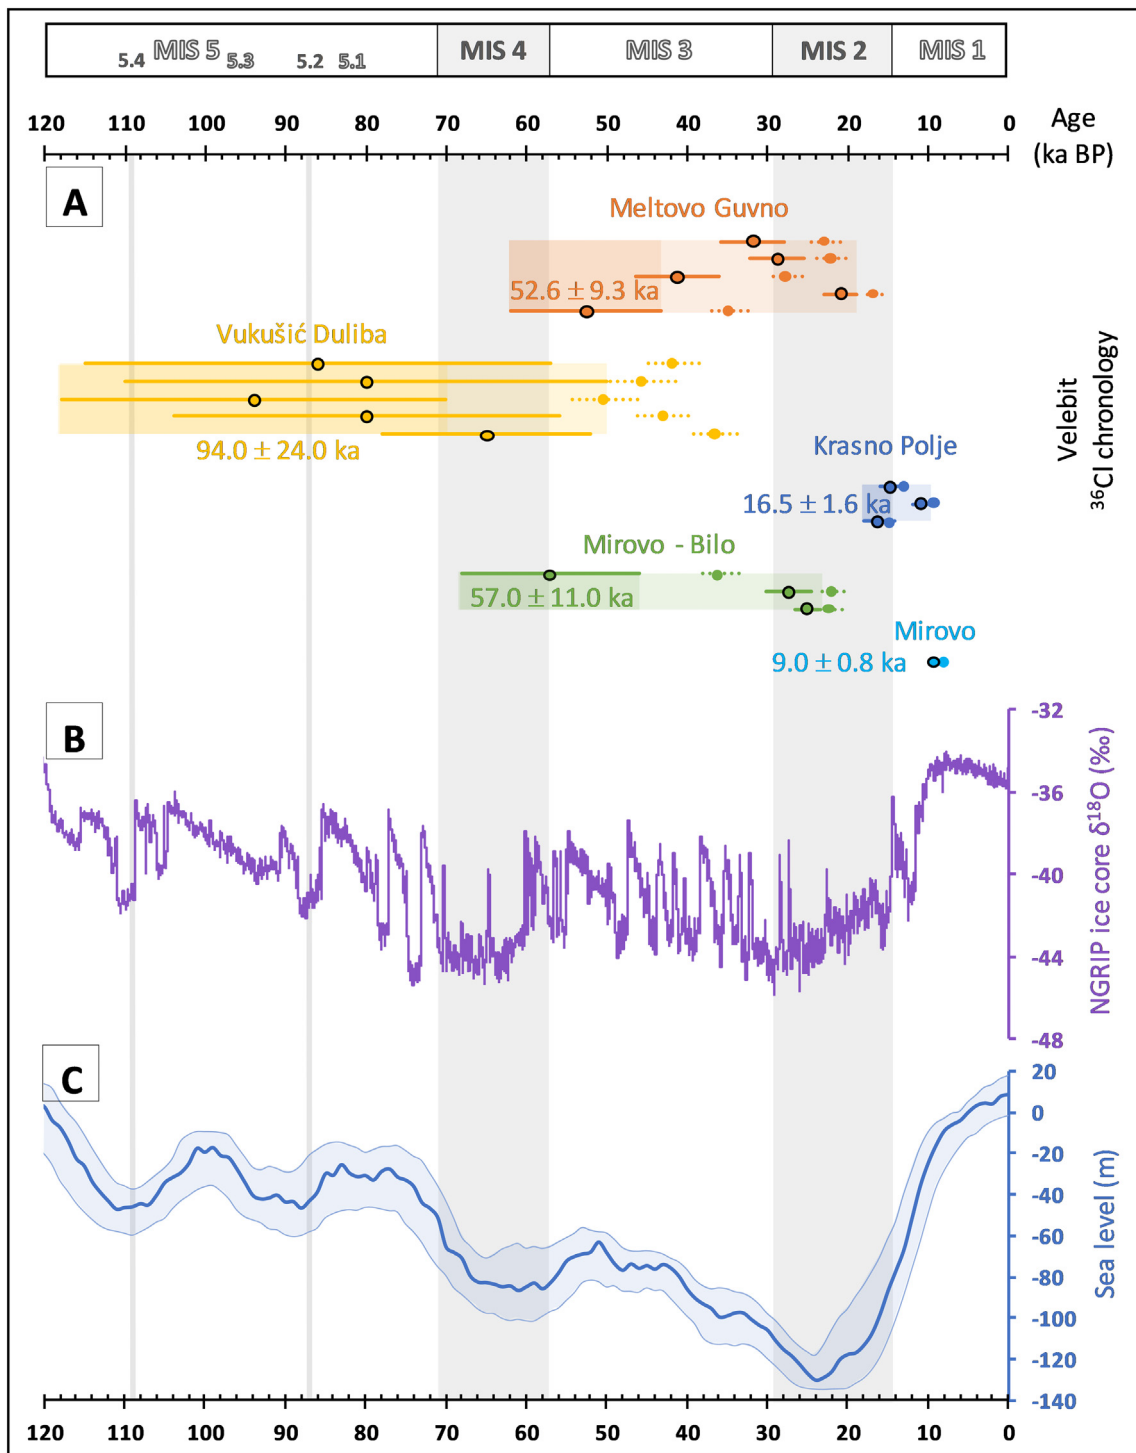 MIS 5 MIS 4 MIS 3 MIS 2 MIS 1
5.4 5.3 5.2 5.1
120 110 100 90 80 70 60 50 40 30 20 10 0 Age
(ka BP)
A
Meltovo Guvno
52.6 ± 9.3 ka
Vukušić Duliba
94.0 ± 24.0 ka
Krasno Polje
16.5 ± 1.6 ka
Mirovo - Bilo
57.0 ± 11.0 ka
Mirovo
9.0 ± 0.8 ka
Velebit
³⁶Cl chronology
B
-32
-36
-40
-44
-48
NGRIP ice core δ¹⁸O (‰)
C
20
0
-20
-40
-60
-80
-100
-120
-140
Sea level (m)
120 110 100 90 80 70 60 50 40 30 20 10 0